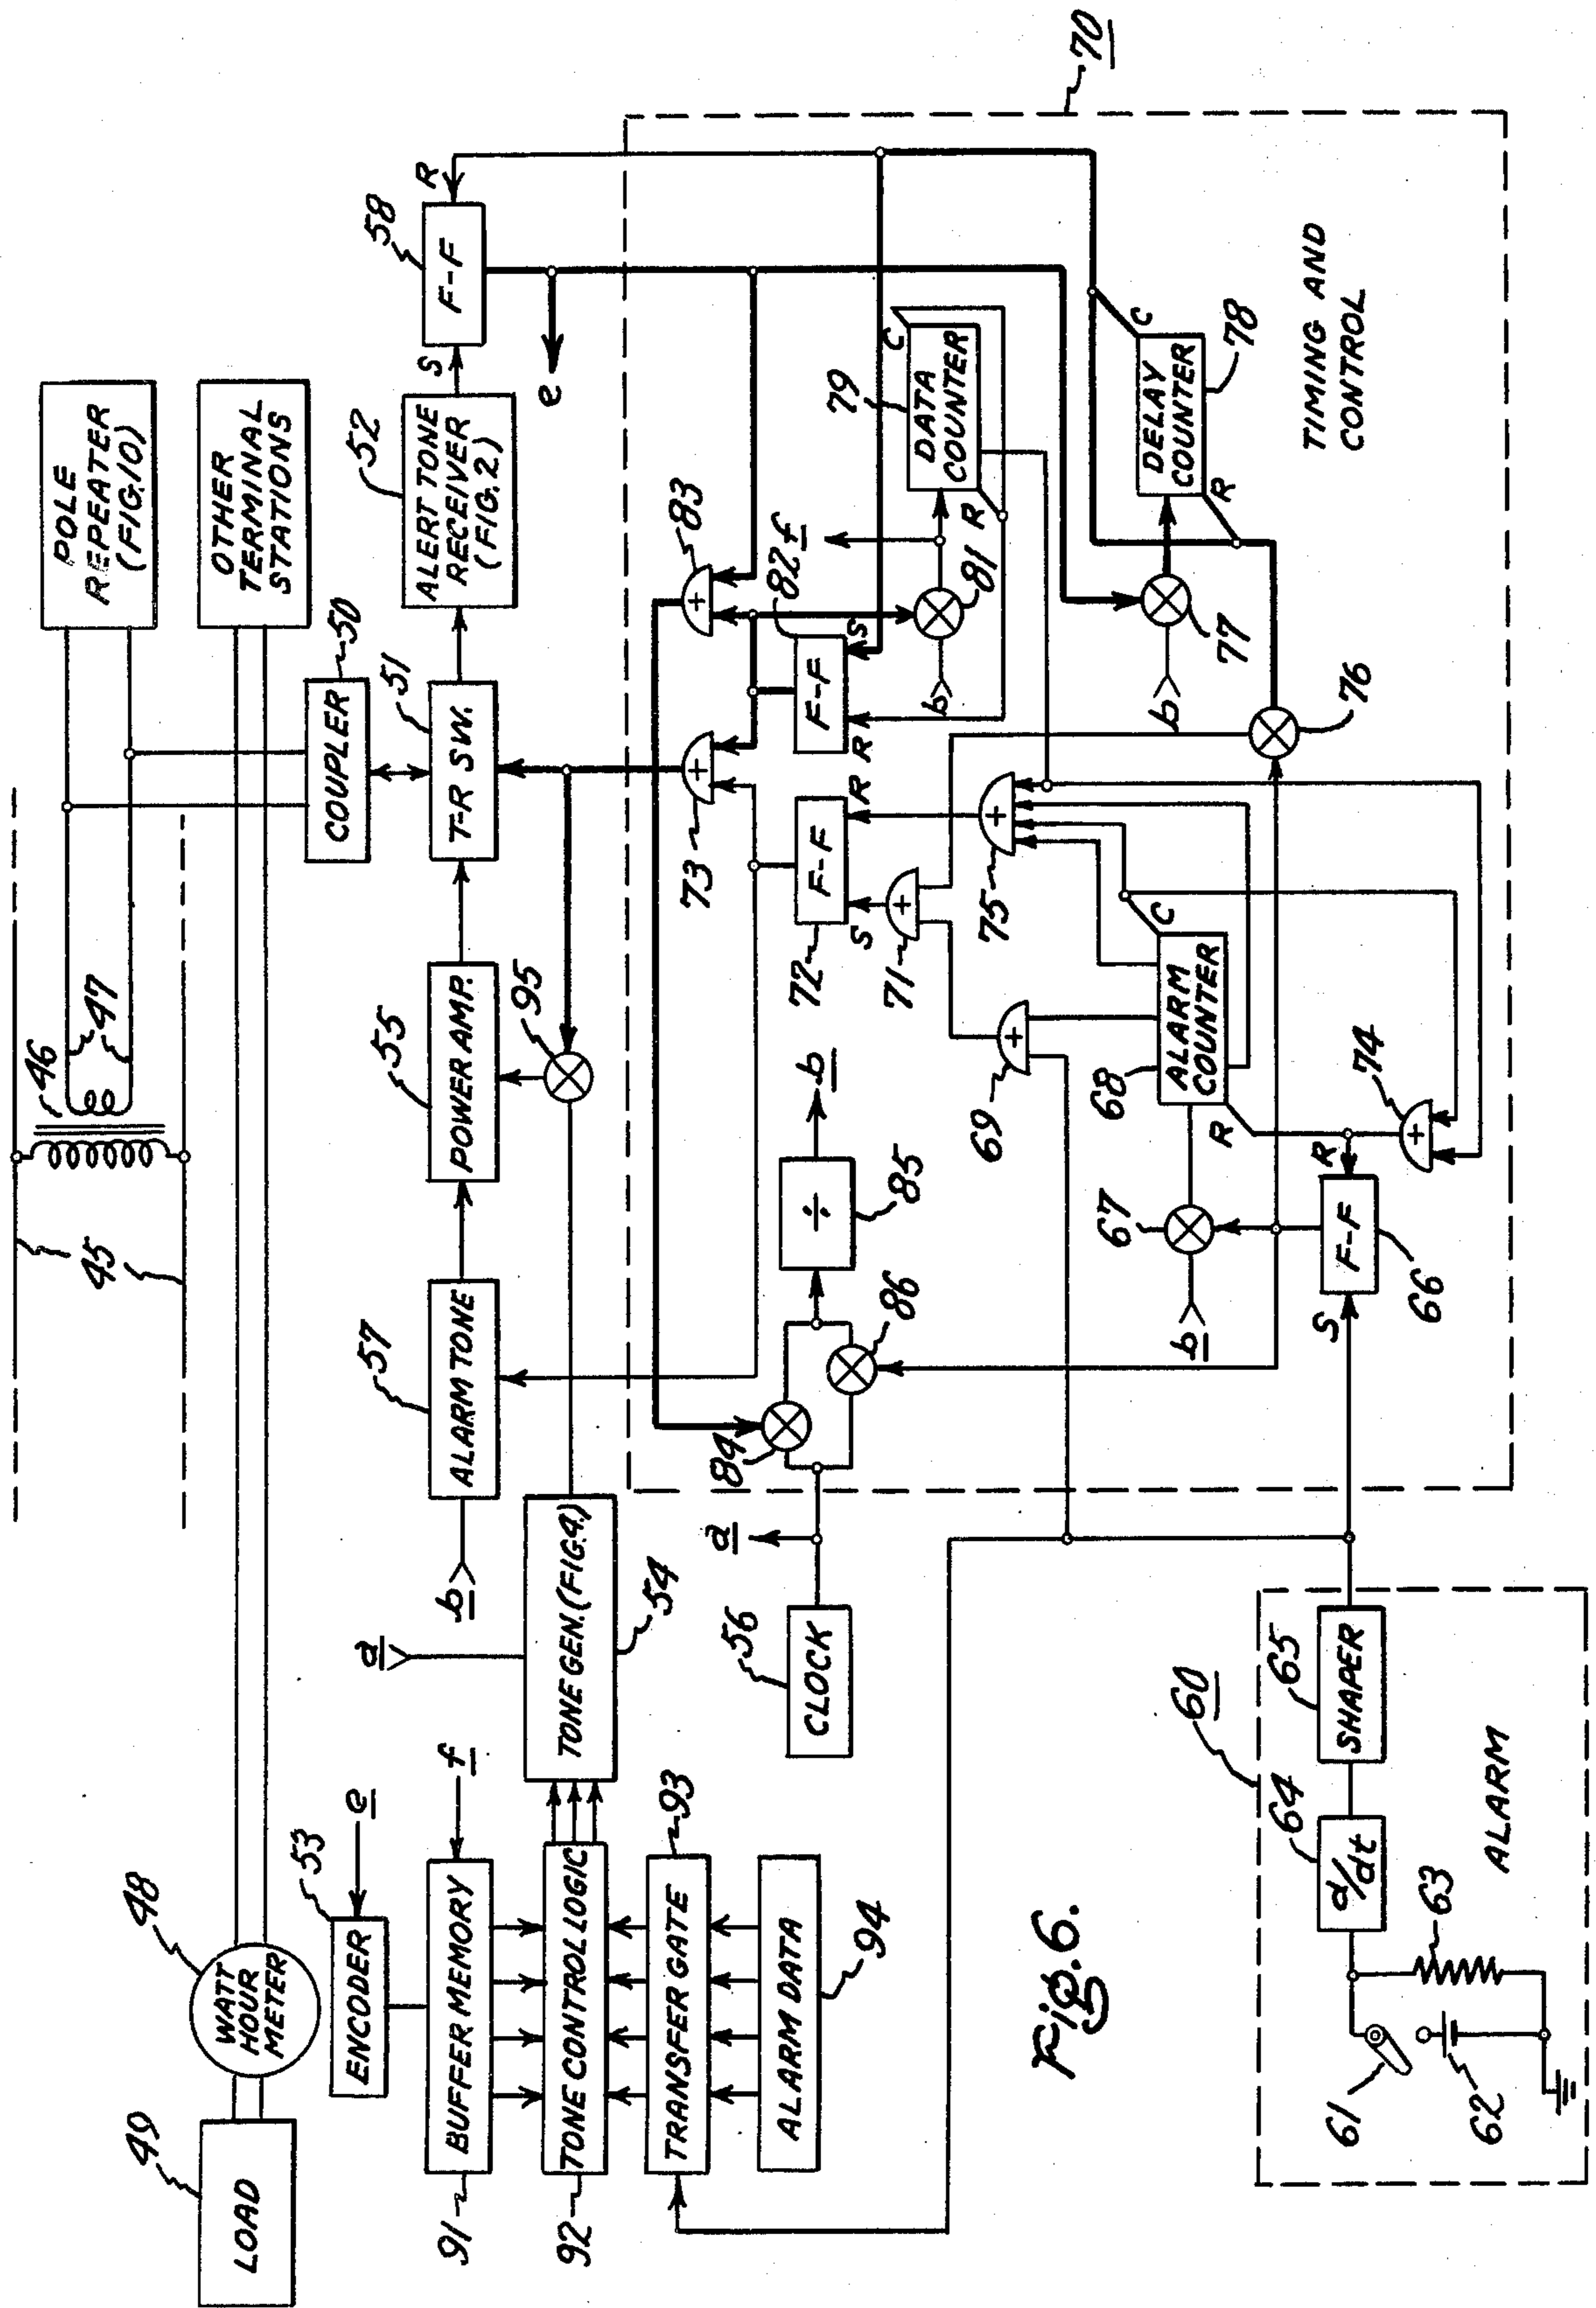 45
46
47
POLE
REPEATER
(FIG.10)
OTHER
TERMINAL
STATIONS
48
WATT
HOUR
METER
49
LOAD
COUPLER
50
53
ENCODER
e
57
ALARM TONE
b
55
POWER AMP.
51
T-R SW.
52
ALERT TONE
RECEIVER
(FIG. 2)
S
58
F-F
R
e
91
BUFFER MEMORY
f
a
TONE GEN. (FIG.4.)
54
95
92
TONE CONTROL LOGIC
93
TRANSFER GATE
ALARM DATA
94
56
CLOCK
a
84
86
÷
85
b
73
+
83
+
72
F-F
S
R
82
F-F
R
S
f
b
81
79
DATA
COUNTER
C
R
71
+
69
+
75
+
68
ALARM
COUNTER
C
R
67
b
76
77
b
DELAY
COUNTER
78
C
R
S
F-F
66
R
74
+
TIMING AND
CONTROL
70
60
61
62
63
64
d/dt
65
SHAPER
ALARM
Fig. 6.